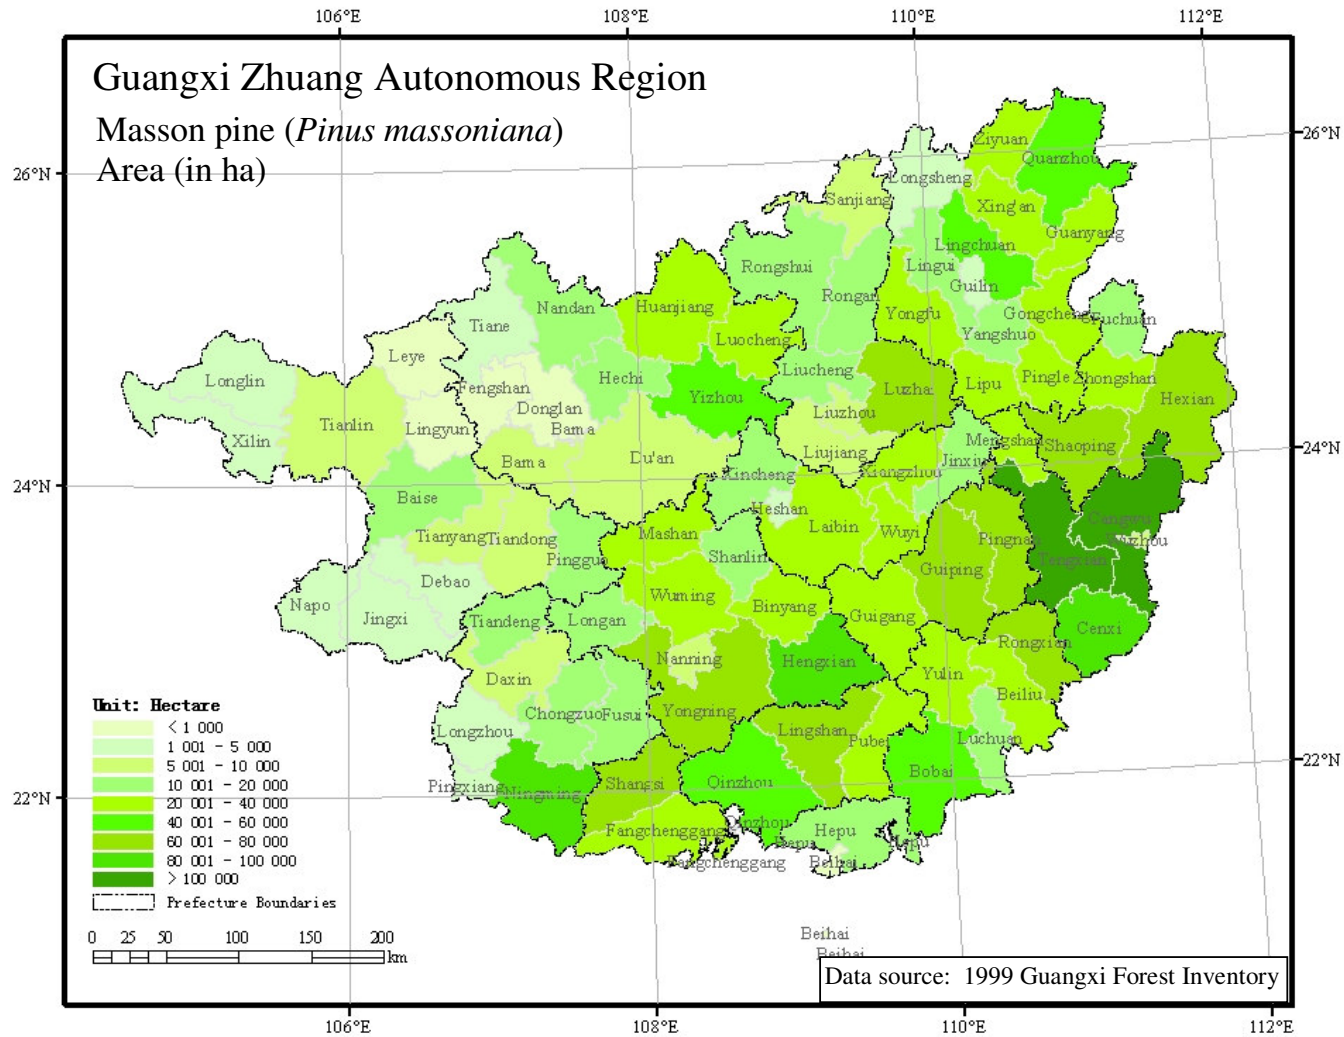 106°E 108°E 110°E 112°E
Guangxi Zhuang Autonomous Region
Masson pine (Pinus massoniana)
Area (in ha)
26°N
26°N
24°N
24°N
22°N
22°N
Ziyuan
Quanzhou
Longsheng
Sanjiang
Xing'an
Guanyang
Lingchuan
Rongshui
Lingui
Guilin
Rongan
Nandan
Huanjiang
Yongfu
Gongcheng
Fuchuan
Tiane
Luocheng
Yangshuo
Leye
Longlin
Fengshan
Hechi
Liucheng
Yizhou
Luzhai
Lipu
Pingle
Zhongshan
Hexian
Donglan
Liuzhou
Tianlin
Lingyun
Bama
Xilin
Mengshan
Shaoping
Liujiang
Du'an
Bama
Jinxiu
Xiangzhou
Xincheng
Baise
Heshan
Laibin
Cangwu
Tianyang
Tiandong
Mashan
Wuyi
Pingnan
Wuzhou
Pingguo
Shanlin
Tengxian
Guiping
Debao
Wuming
Binyang
Napo
Jingxi
Tiandeng
Longan
Guigang
Cenxi
Rongxian
Nanning
Hengxian
Daxin
Yulin
Beiliu
Chongzuo
Fusui
Yongning
Longzhou
Lingshan
Pubei
Luchuan
Bobai
Pingxiang
Ningming
Shangsi
Qinzhou
Qinzhou
Fangchenggang
Hepu
Hepu
Hepu
Fangchenggang
Beihai
Beihai
Beihai
Unit: Hectare
< 1 000
1 001 - 5 000
5 001 - 10 000
10 001 - 20 000
20 001 - 40 000
40 001 - 60 000
60 001 - 80 000
80 001 - 100 000
> 100 000
Prefecture Boundaries
0 25 50 100 150 200
km
Data source: 1999 Guangxi Forest Inventory
106°E 108°E 110°E 112°E